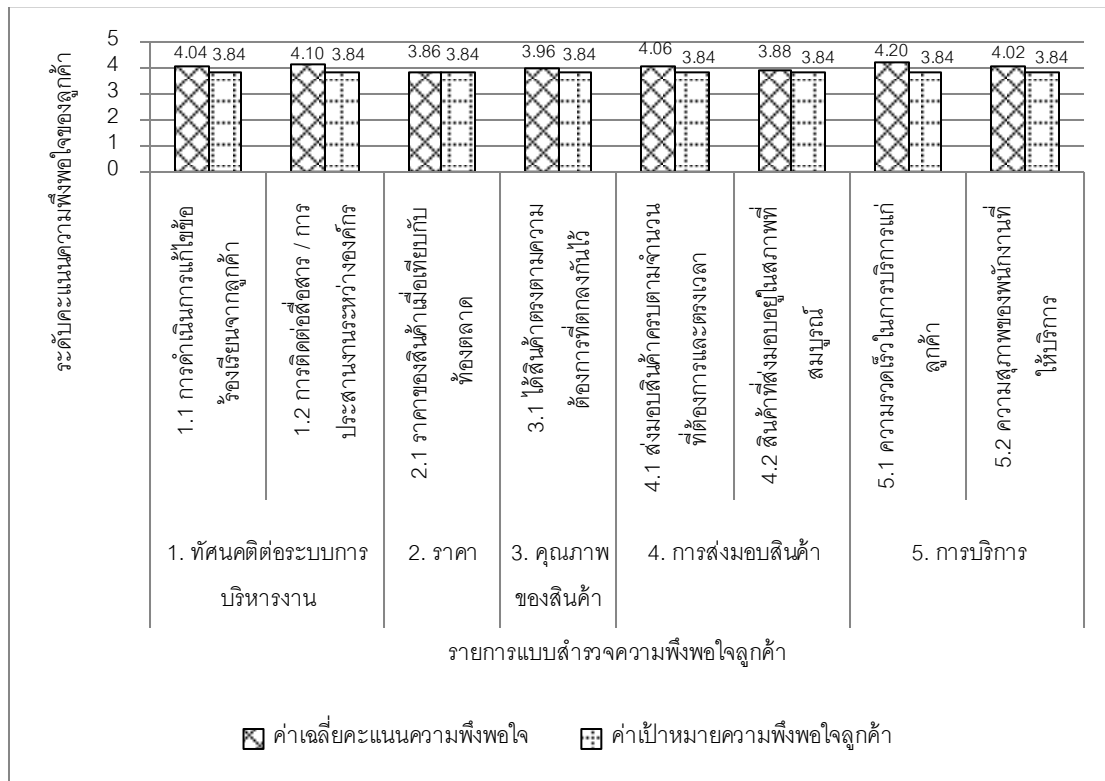 ระดับคะแนนความพึงพอใจของลูกค้า
5
4
3
2
1
0
4.04 3.84
4.10 3.84
3.86 3.84
3.96 3.84
4.06 3.84
3.88 3.84
4.20 3.84
4.02 3.84
1.1 การดำเนินการแก้ไขข้อ
ร้องเรียนจากลูกค้า
1.2 การติดต่อสื่อสาร / การ
ประสานงานระหว่างองค์กร
2.1 ราคาของสินค้าเมื่อเทียบกับ
ท้องตลาด
3.1 ได้สินค้าตรงตามความ
ต้องการที่ตกลงกันไว้
4.1 ส่งมอบสินค้าครบตามจำนวน
ที่ต้องการและตรงเวลา
4.2 สินค้าที่ส่งมอบอยู่ในสภาพที่
สมบูรณ์
5.1 ความรวดเร็วในการบริการแก่
ลูกค้า
5.2 ความสุภาพของพนักงานที่
ให้บริการ
1. ทัศนคติต่อระบบการ
บริหารงาน
2. ราคา
3. คุณภาพ
ของสินค้า
4. การส่งมอบสินค้า
5. การบริการ
รายการแบบสำรวจความพึงพอใจลูกค้า
ค่าเฉลี่ยคะแนนความพึงพอใจ
ค่าเป้าหมายความพึงพอใจลูกค้า